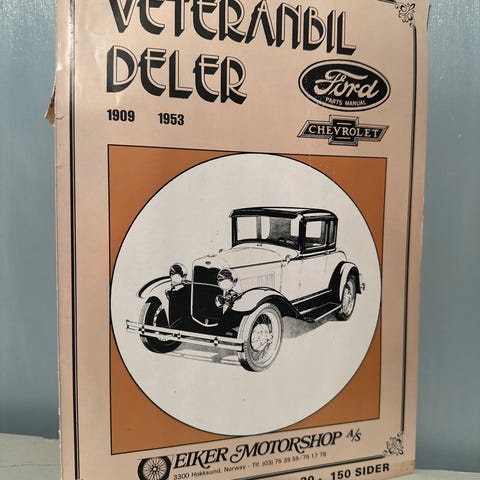 VETERANBIL
DELER
1909 1953
Ford
PARTS MANUAL
CHEVROLET
EIKER MOTORSHOP A/S
3300 Hokksund, Norway - Tlf. (03) 75 39 55/75 17 78
150 SIDER